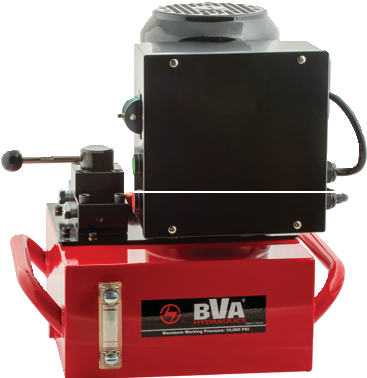 BVA
HYDRAULICS
Maximum Working Pressure: 10,000 PSI